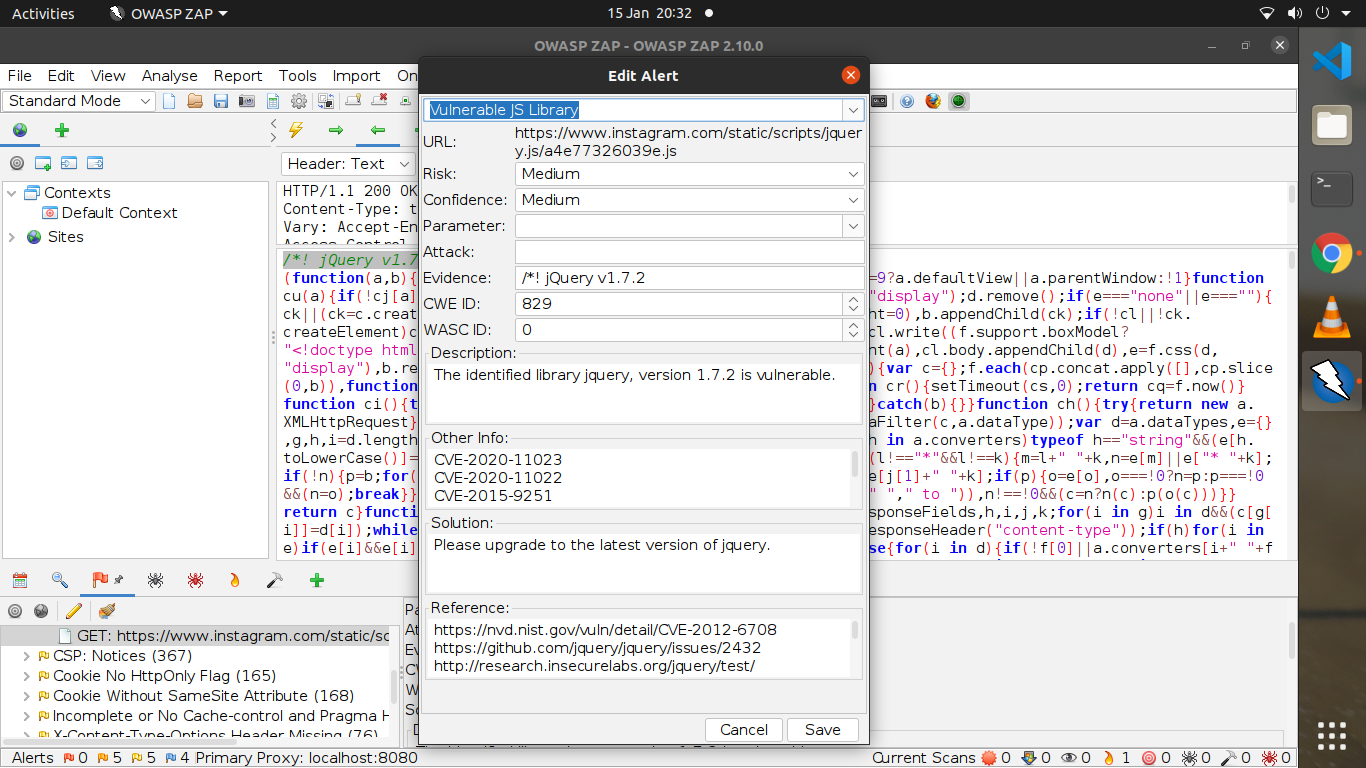 Activities
OWASP ZAP
15 Jan 20:32
OWASP ZAP - OWASP ZAP 2.10.0
File Edit View Analyse Report Tools Import On
Standard Mode
Header: Text
Contexts
Default Context
Sites
HTTP/1.1 200 OK
Content-Type: t
Vary: Accept-En
Access-Control
/*! jQuery v1.7
(function(a,b){
cu(a){if(!cj[a]
ck||(ck=c.creat
createElement)c
"<!doctype html
"display"),b.re
(0,b)),function
function ci(){t
XMLHttpRequest}
,g,h,i=d.length
toLowerCase()]=
if(!n){p=b;for(
&&(n=o);break}}
return c}functi
i]]=d[i]);while
e)if(e[i]&&e[i]
Edit Alert
Vulnerable JS Library
URL:
https://www.instagram.com/static/scripts/jquer
y.js/a4e77326039e.js
Risk: Medium
Confidence: Medium
Parameter:
Attack:
Evidence: /*! jQuery v1.7.2
CWE ID: 829
WASC ID: 0
Description:
The identified library jquery, version 1.7.2 is vulnerable.
Other Info:
CVE-2020-11023
CVE-2020-11022
CVE-2015-9251
Solution:
Please upgrade to the latest version of jquery.
Reference:
https://nvd.nist.gov/vuln/detail/CVE-2012-6708
https://github.com/jquery/jquery/issues/2432
http://research.insecurelabs.org/jquery/test/
Cancel Save
=9?a.defaultView||a.parentWindow:!1}function
"display");d.remove();if(e==="none"||e===""){
ht=0),b.appendChild(ck);if(!cl||!ck.
cl.write((f.support.boxModel?
nt(a),cl.body.appendChild(d),e=f.css(d,
){var c={};f.each(cp.concat.apply([],cp.slice
n cr(){setTimeout(cs,0);return cq=f.now()}
}catch(b){}}function ch(){try{return new a.
aFilter(c,a.dataType));var d=a.dataTypes,e={}
h in a.converters)typeof h=="string"&&(e[h.
(l!=="*"&&l!==k){m=l+" "+k,n=e[m]||e["* "+k];
e[j[1]+" "+k];if(p){o=e[o],o===!0?n=p:p===!0
" "," to ")),n!==!0&&(c=n?n(c):p(o(c)))}}
sponseFields,h,i,j,k;for(i in g)i in d&&(c[g[
esponseHeader("content-type"));if(h)for(i in
se{for(i in d){if(!f[0]||a.converters[i+" "+f
GET: https://www.instagram.com/static/sc
CSP: Notices (367)
Cookie No HttpOnly Flag (165)
Cookie Without SameSite Attribute (168)
Incomplete or No Cache-control and Pragma H
X-Content-Type-Options Header Missing (76)
Alerts 0 5 5 4 Primary Proxy: localhost:8080
Current Scans 0 0 0 1 0 0 0 0